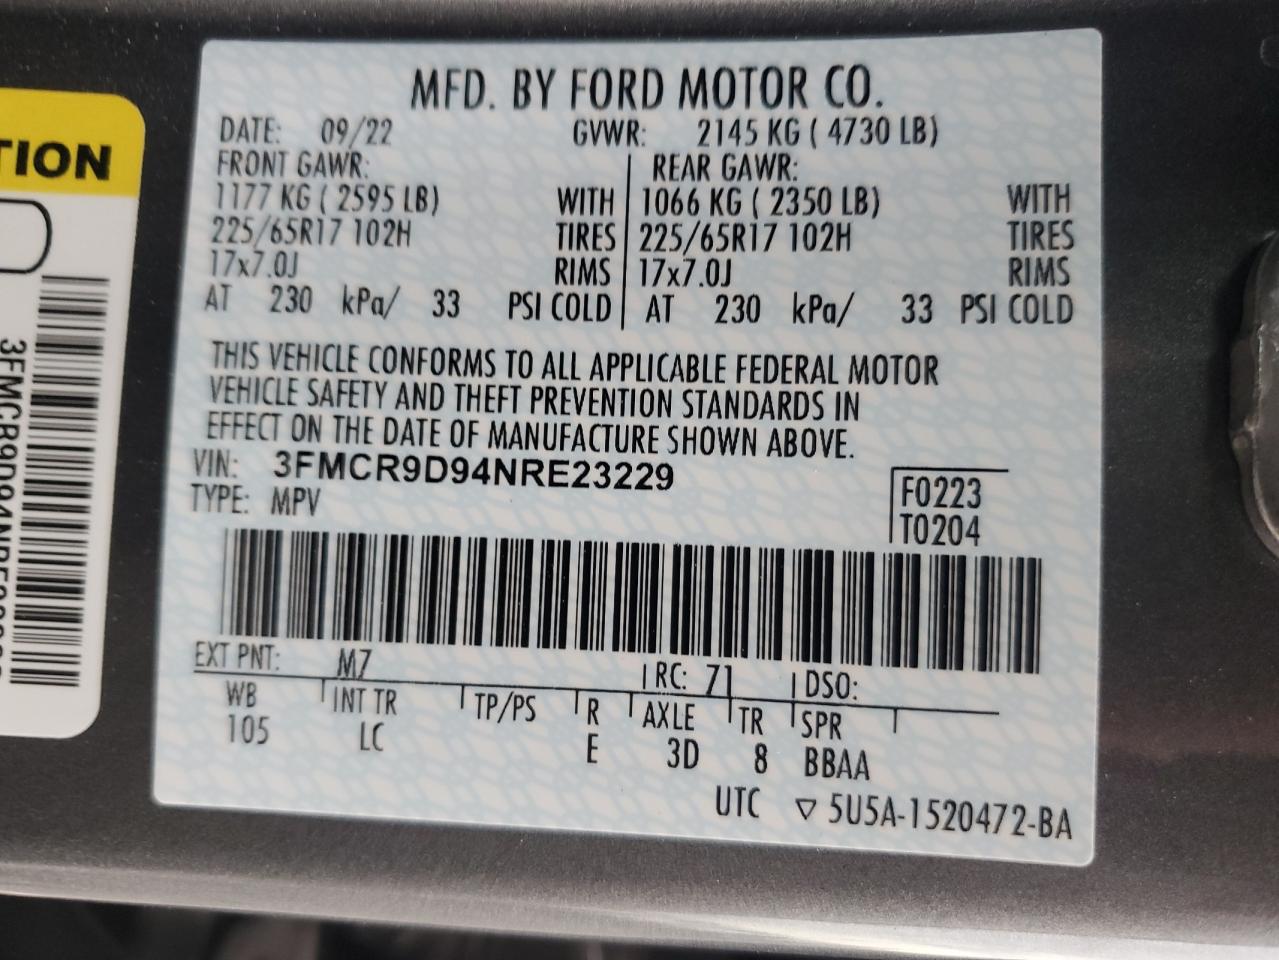 MFD. BY FORD MOTOR CO.
DATE: 09/22 GVWR: 2145 KG ( 4730 LB)
FRONT GAWR: REAR GAWR:
1177 KG ( 2595 LB) WITH 1066 KG ( 2350 LB) WITH
225/65R17 102H TIRES 225/65R17 102H TIRES
17x7.0J RIMS 17x7.0J RIMS
AT 230 kPa/ 33 PSI COLD AT 230 kPa/ 33 PSI COLD
THIS VEHICLE CONFORMS TO ALL APPLICABLE FEDERAL MOTOR
VEHICLE SAFETY AND THEFT PREVENTION STANDARDS IN
EFFECT ON THE DATE OF MANUFACTURE SHOWN ABOVE.
VIN: 3FMCR9D94NRE23229
TYPE: MPV
F0223
T0204
EXT PNT: M7 RC: 71 DSO:
WB INT TR TP/PS R AXLE TR SPR
105 LC E 3D 8 BBAA
UTC ▽ 5U5A-1520472-BA
TION